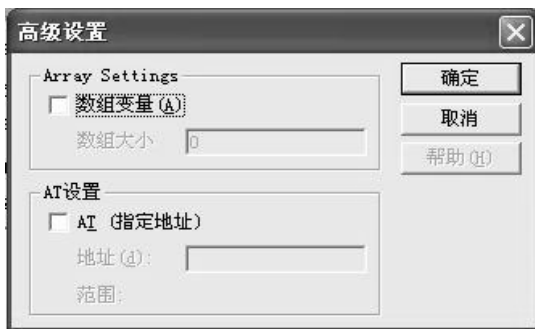 高级设置
Array Settings
数组变量(A)
数组大小 0
AT设置
AT (指定地址)
地址(d):
范围:
确定
取消
帮助(H)